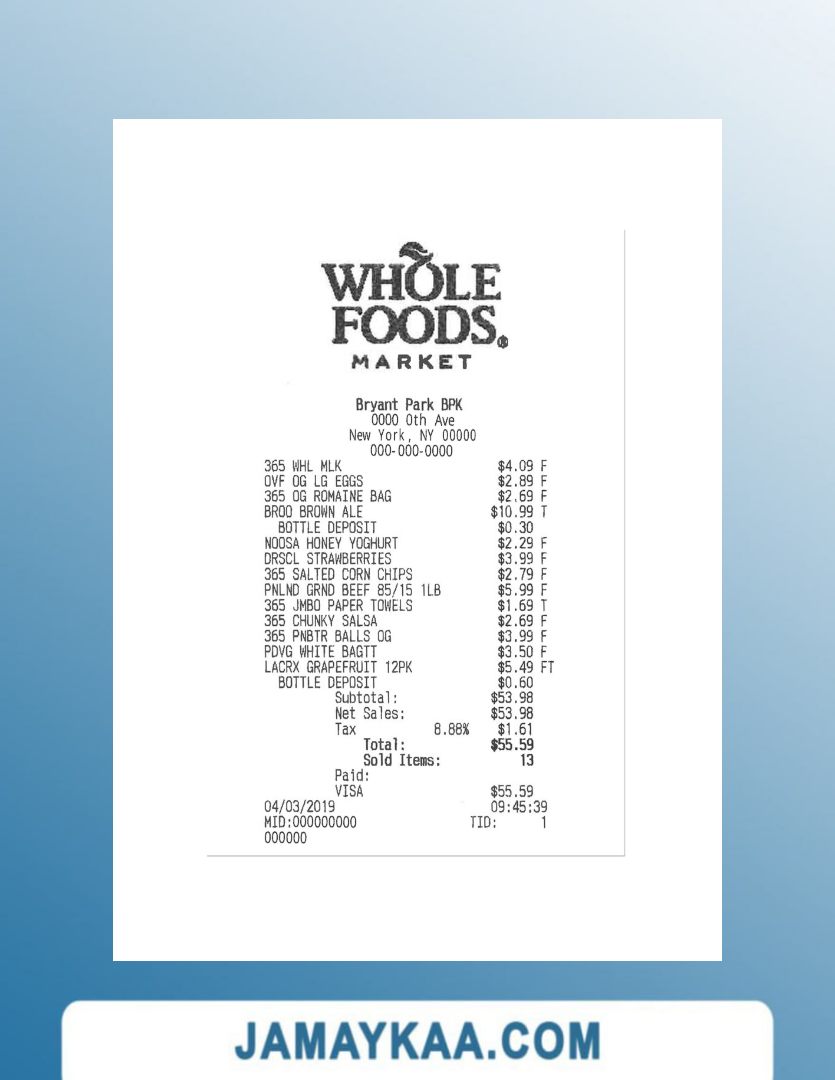 WHOLE
FOODS®
MARKET
Bryant Park BPK
0000 0th Ave
New York, NY 00000
000-000-0000
365 WHL MLK $4.09 F
OVF OG LG EGGS $2.89 F
365 OG ROMAINE BAG $2.69 F
BROO BROWN ALE $10.99 T
BOTTLE DEPOSIT $0.30
NOOSA HONEY YOGHURT $2.29 F
DRSCL STRAWBERRIES $3.99 F
365 SALTED CORN CHIPS $2.79 F
PNLND GRND BEEF 85/15 1LB $5.99 F
365 JMBO PAPER TOWELS $1.69 T
365 CHUNKY SALSA $2.69 F
365 PNBTR BALLS OG $3.99 F
PDVG WHITE BAGTT $3.50 F
LACRX GRAPEFRUIT 12PK $5.49 FT
BOTTLE DEPOSIT $0.60
Subtotal: $53.98
Net Sales: $53.98
Tax 8.88% $1.61
Total: $55.59
Sold Items: 13
Paid:
VISA $55.59
04/03/2019 09:45:39
MID:000000000 TID: 1
000000
JAMAYKAA.COM